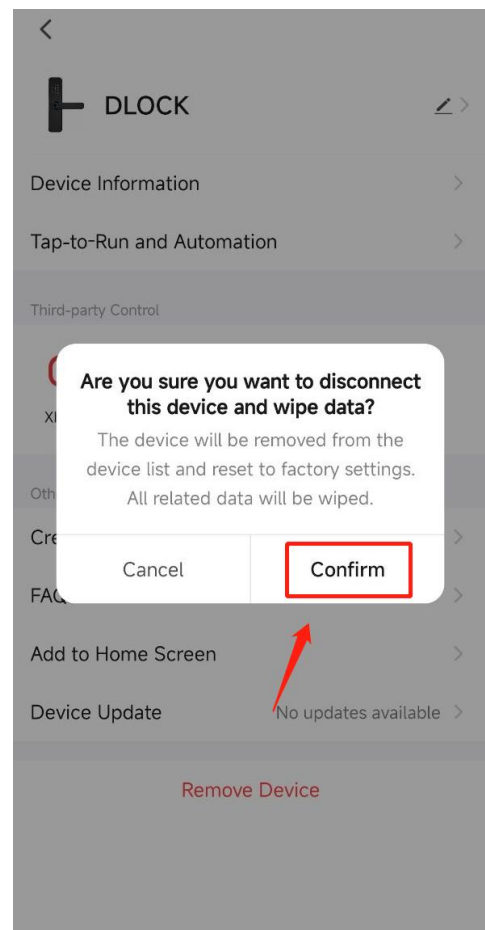 DLOCK
Device Information
Tap-to-Run and Automation
Third-party Control
Are you sure you want to disconnect
this device and wipe data?
The device will be removed from the
device list and reset to factory settings.
All related data will be wiped.
Cancel
Confirm
Add to Home Screen
Device Update
No updates available
Remove Device